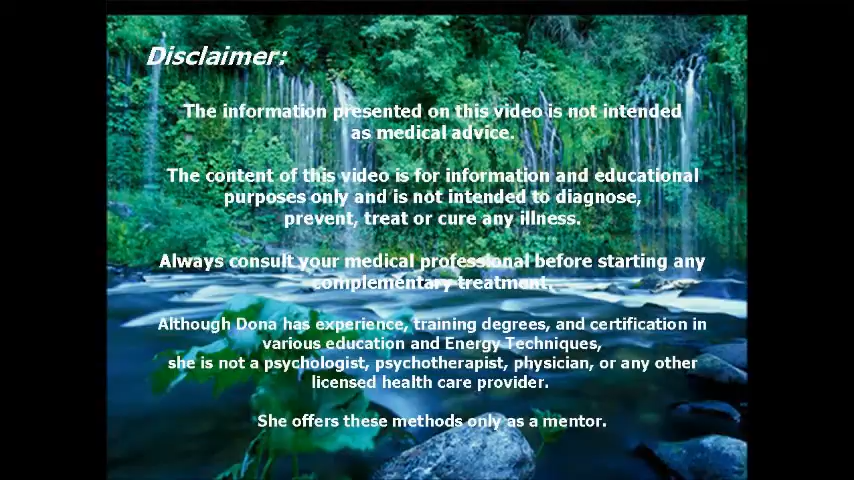 Disclaimer:
The information presented on this video is not intended
as medical advice.
The content of this video is for information and educational
purposes only and is not intended to diagnose,
prevent, treat or cure any illness.
Always consult your medical professional before starting any
complementary treatment.
Although Dona has experience, training degrees, and certification in
various education and Energy Techniques,
she is not a psychologist, psychotherapist, physician, or any other
licensed health care provider.
She offers these methods only as a mentor.